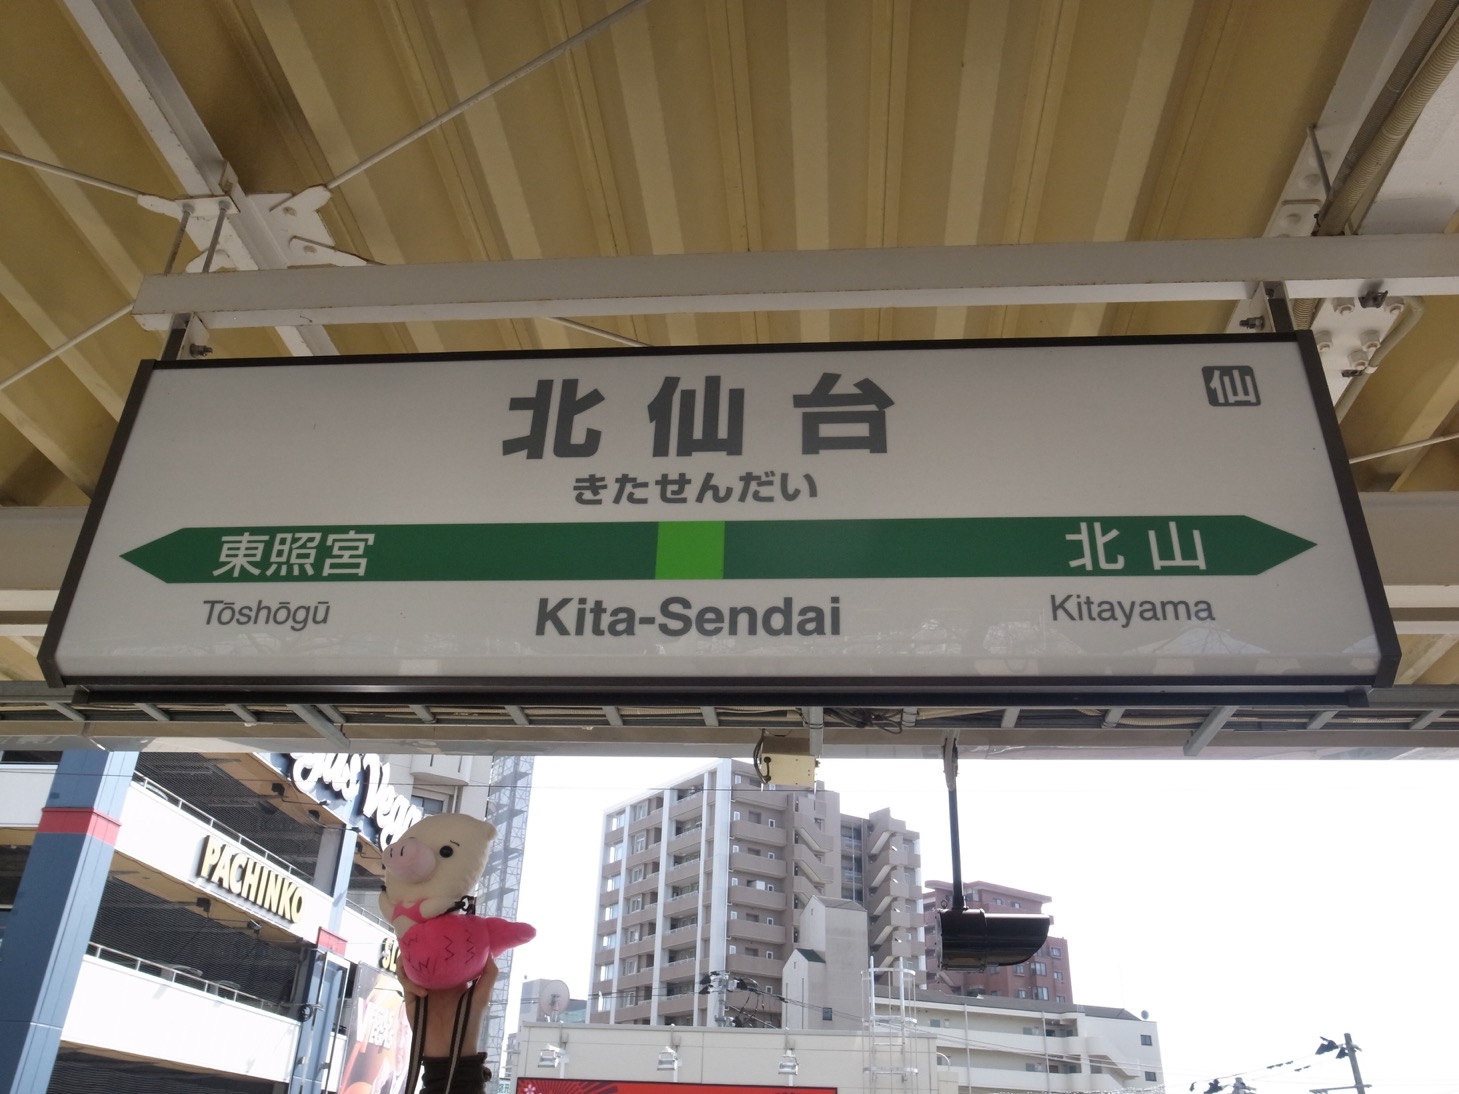 北仙台
仙
きたせんだい
東照宮
北山
Tōshōgū
Kita-Sendai
Kitayama
PACHINKO